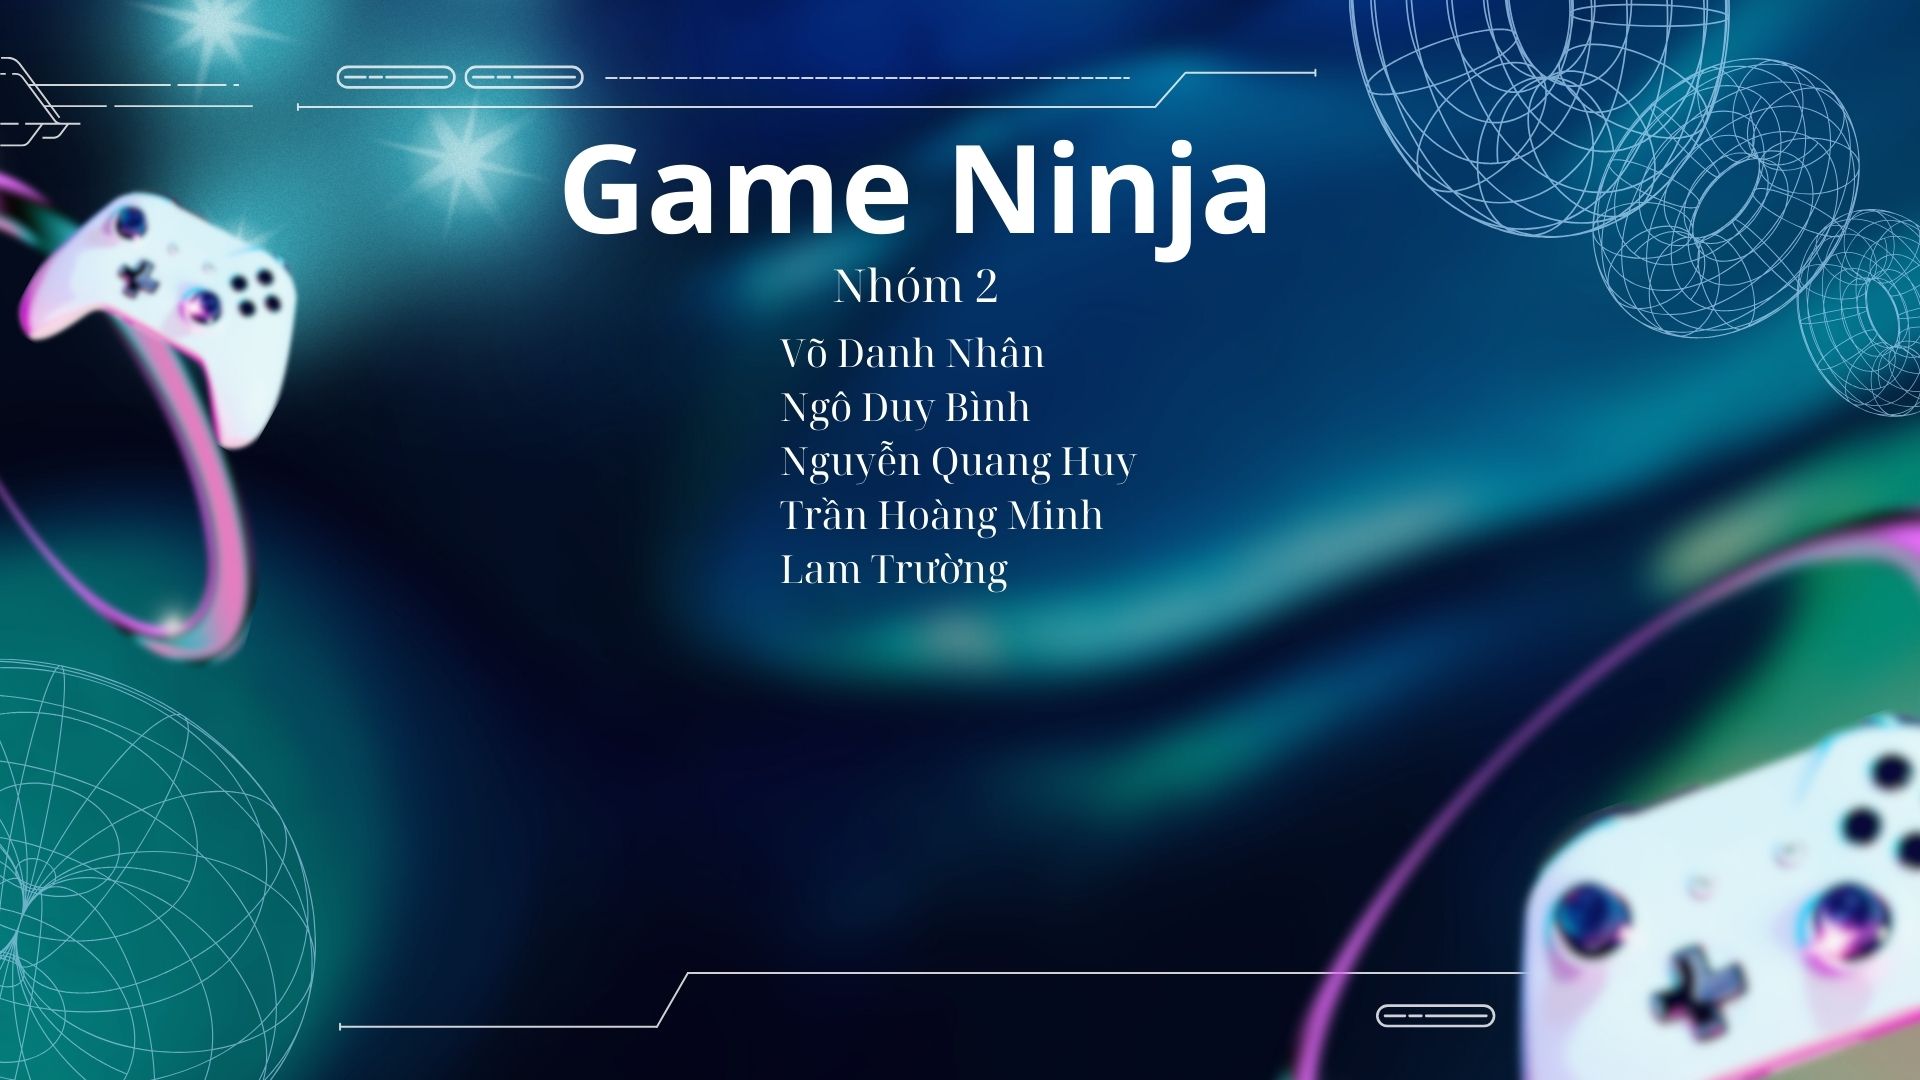 Game Ninja
Nhóm 2
Võ Danh Nhân
Ngô Duy Bình
Nguyễn Quang Huy
Trần Hoàng Minh
Lam Trường